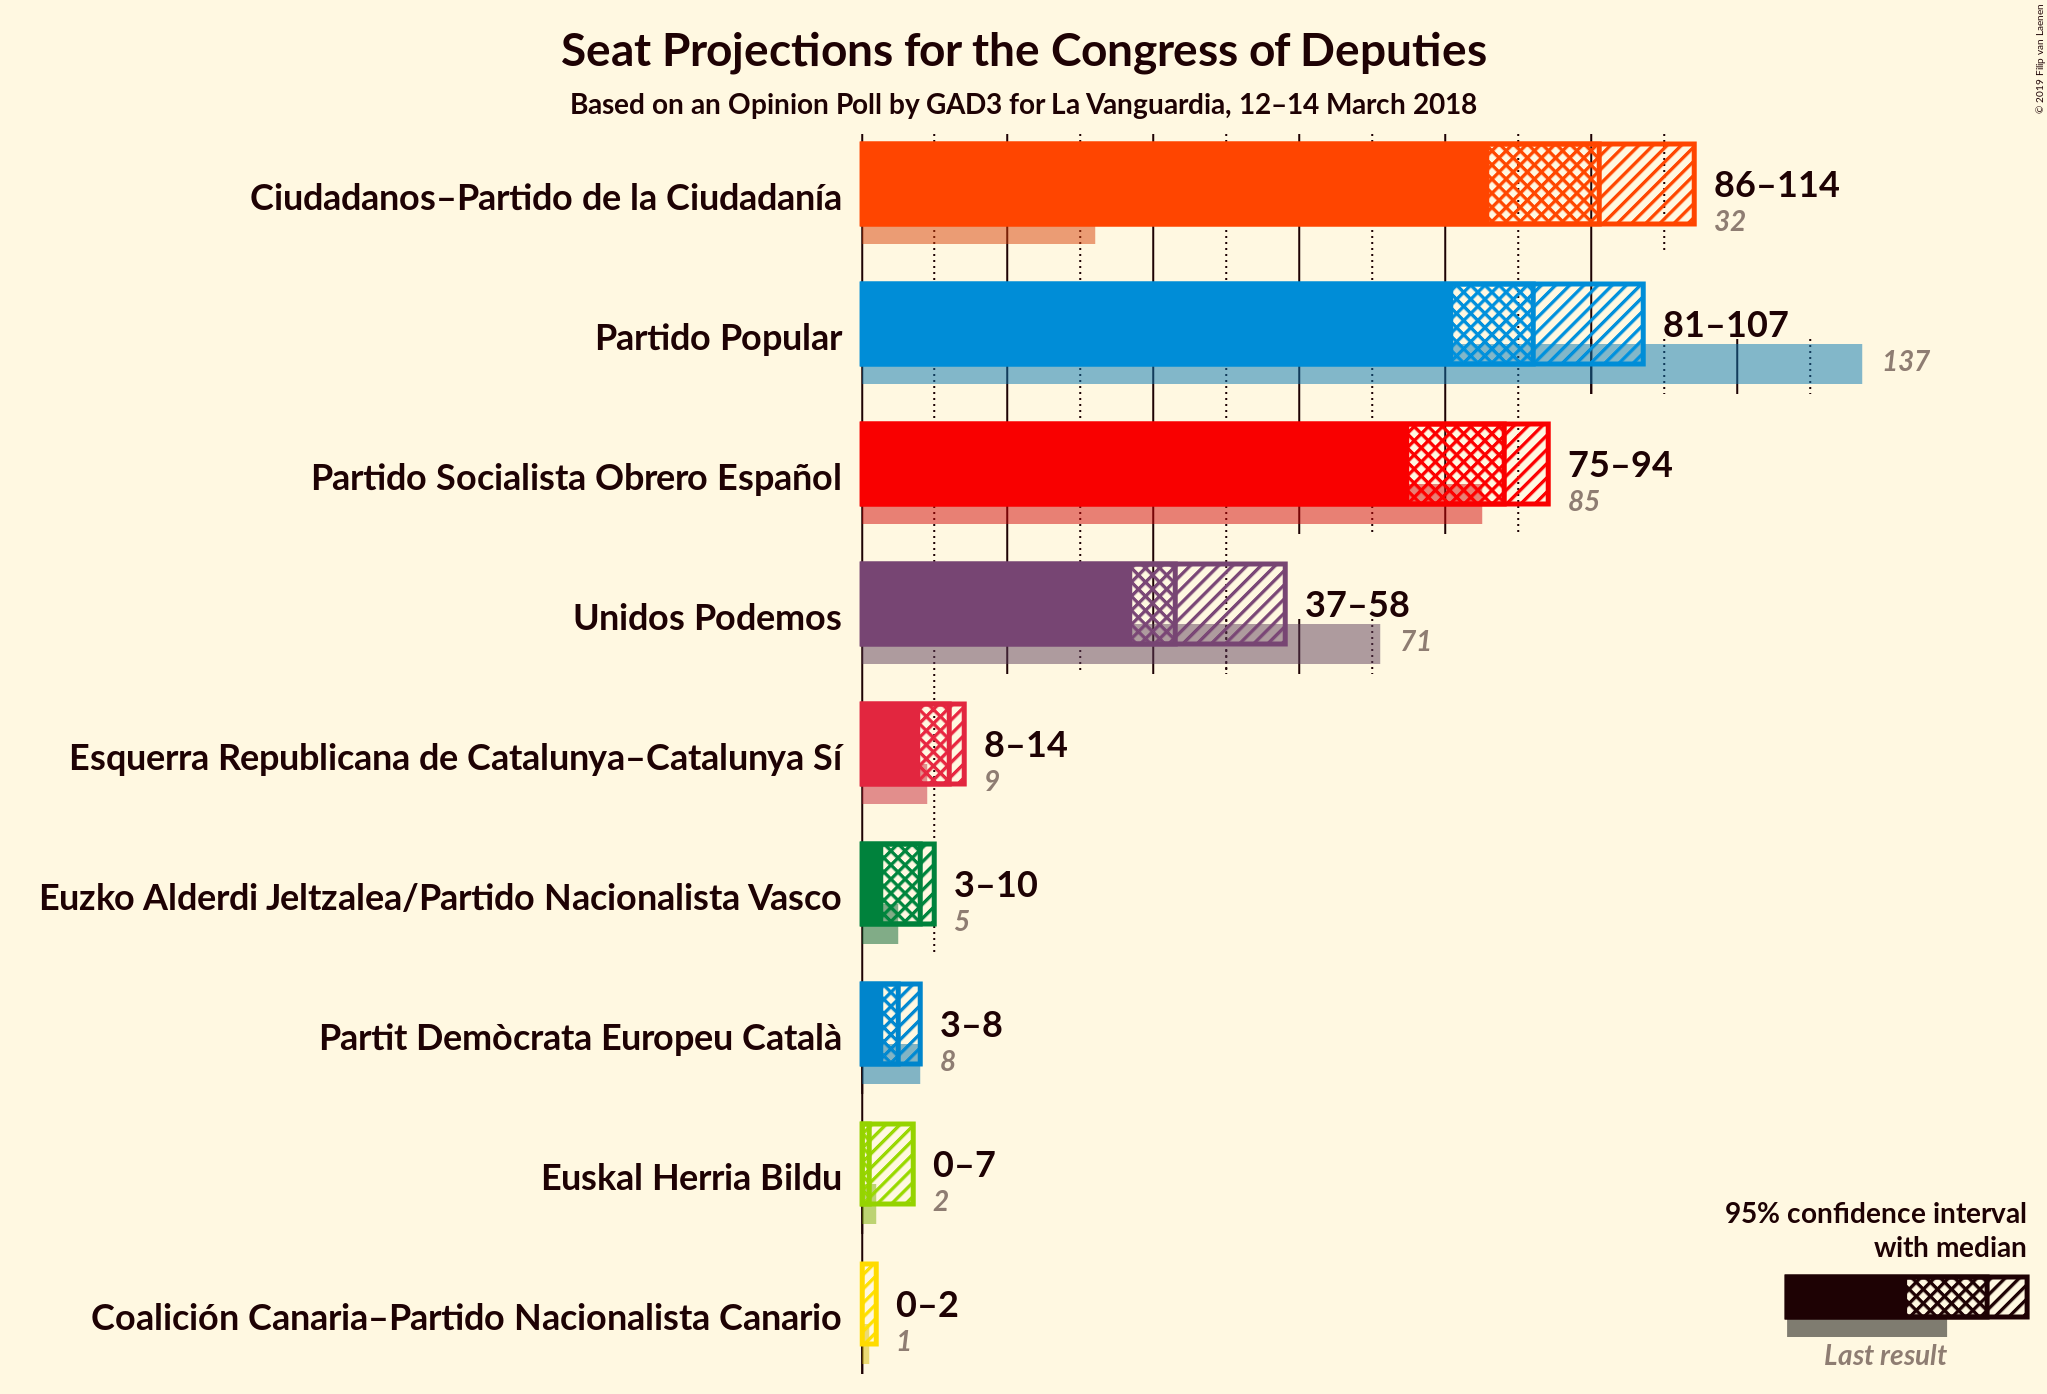 Seat Projections for the Congress of Deputies
Based on an Opinion Poll by GAD3 for La Vanguardia, 12–14 March 2018
© 2019 Filip van Laenen
Ciudadanos–Partido de la Ciudadanía
86–114
32
Partido Popular
81–107
137
Partido Socialista Obrero Español
75–94
85
Unidos Podemos
37–58
71
Esquerra Republicana de Catalunya–Catalunya Sí
8–14
9
Euzko Alderdi Jeltzalea/Partido Nacionalista Vasco
3–10
5
Partit Demòcrata Europeu Català
3–8
8
Euskal Herria Bildu
0–7
2
Coalición Canaria–Partido Nacionalista Canario
0–2
1
95% confidence interval
with median
Last result